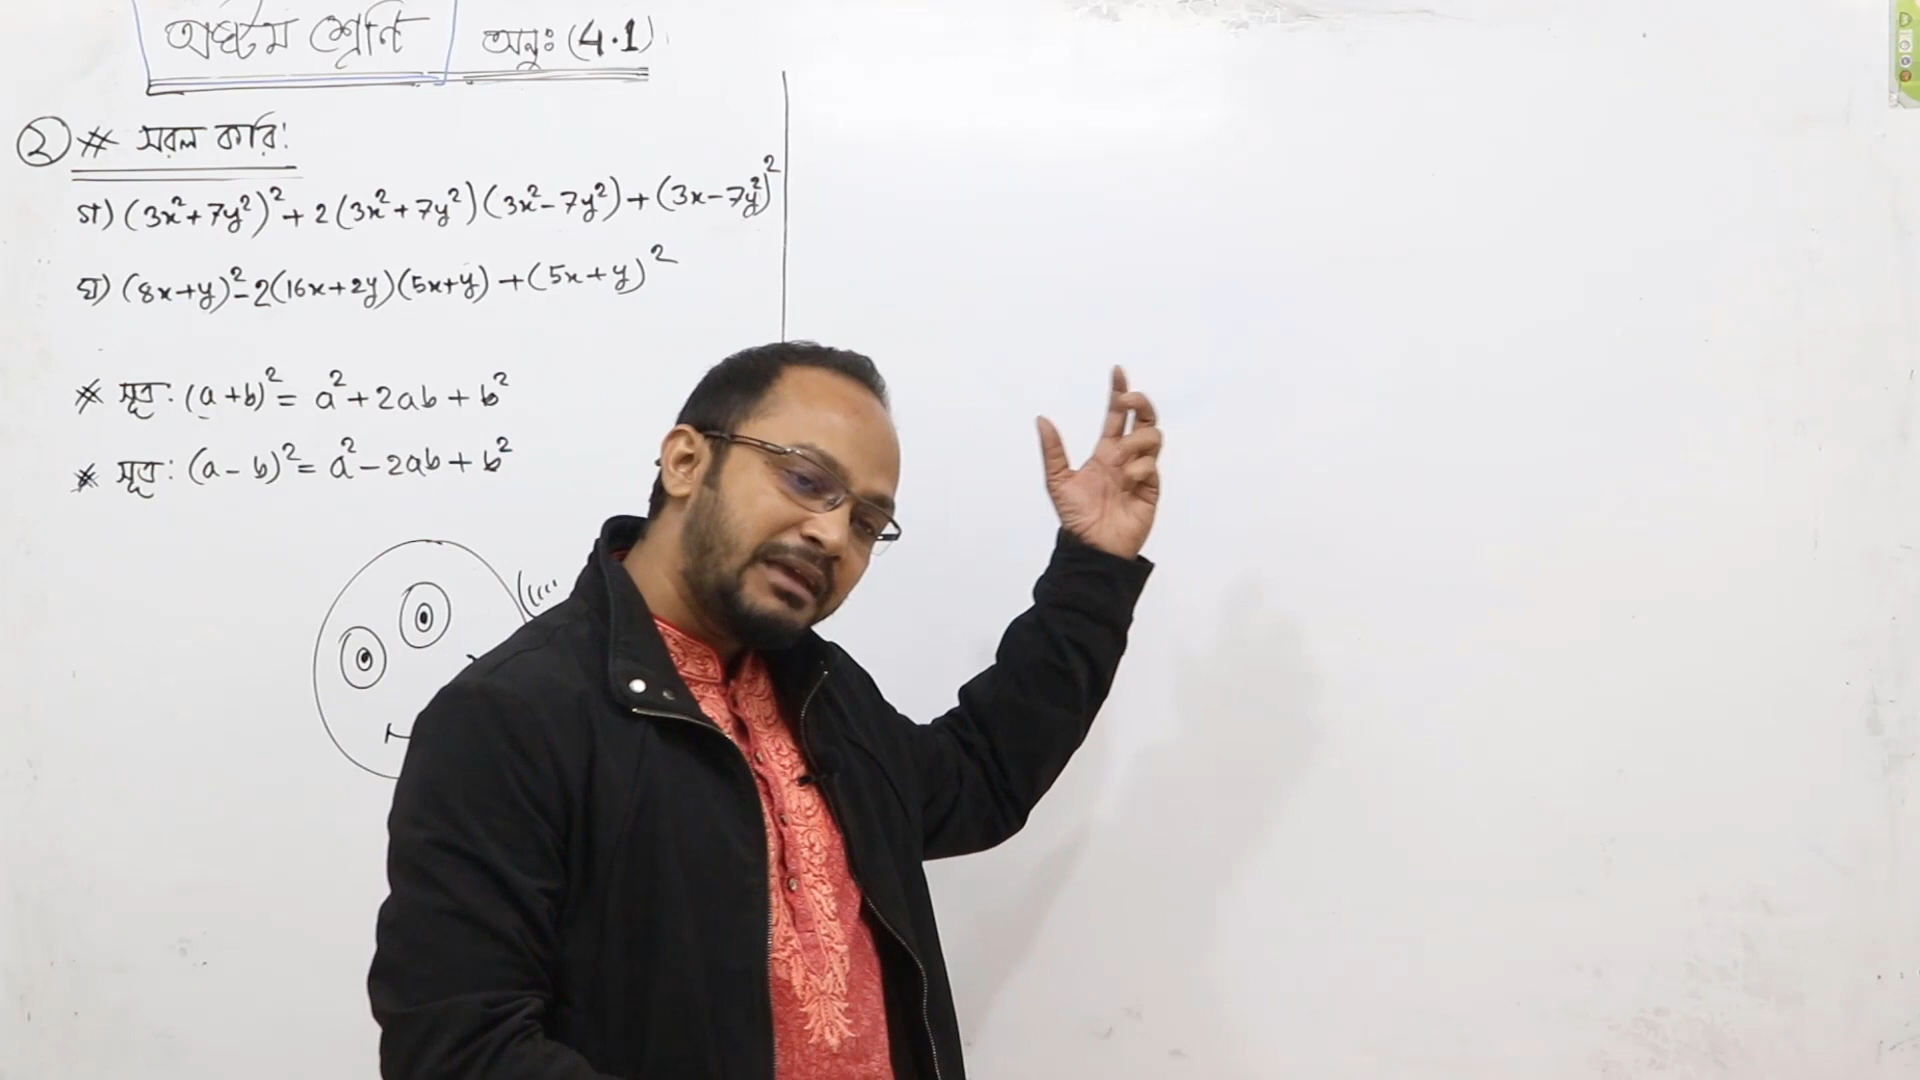 অষ্টম শ্রেণি অনুঃ (4.1)
২ # সরল করি:
গ) (3x²+7y²)²+2(3x²+7y²)(3x²-7y²)+(3x-7y²)²
ঘ) (8x+y)²-2(16x+2y)(5x+y)+(5x+y)²
* সূত্র: (a+b)²= a²+2ab+b²
* সূত্র: (a-b)²= a²-2ab+b²